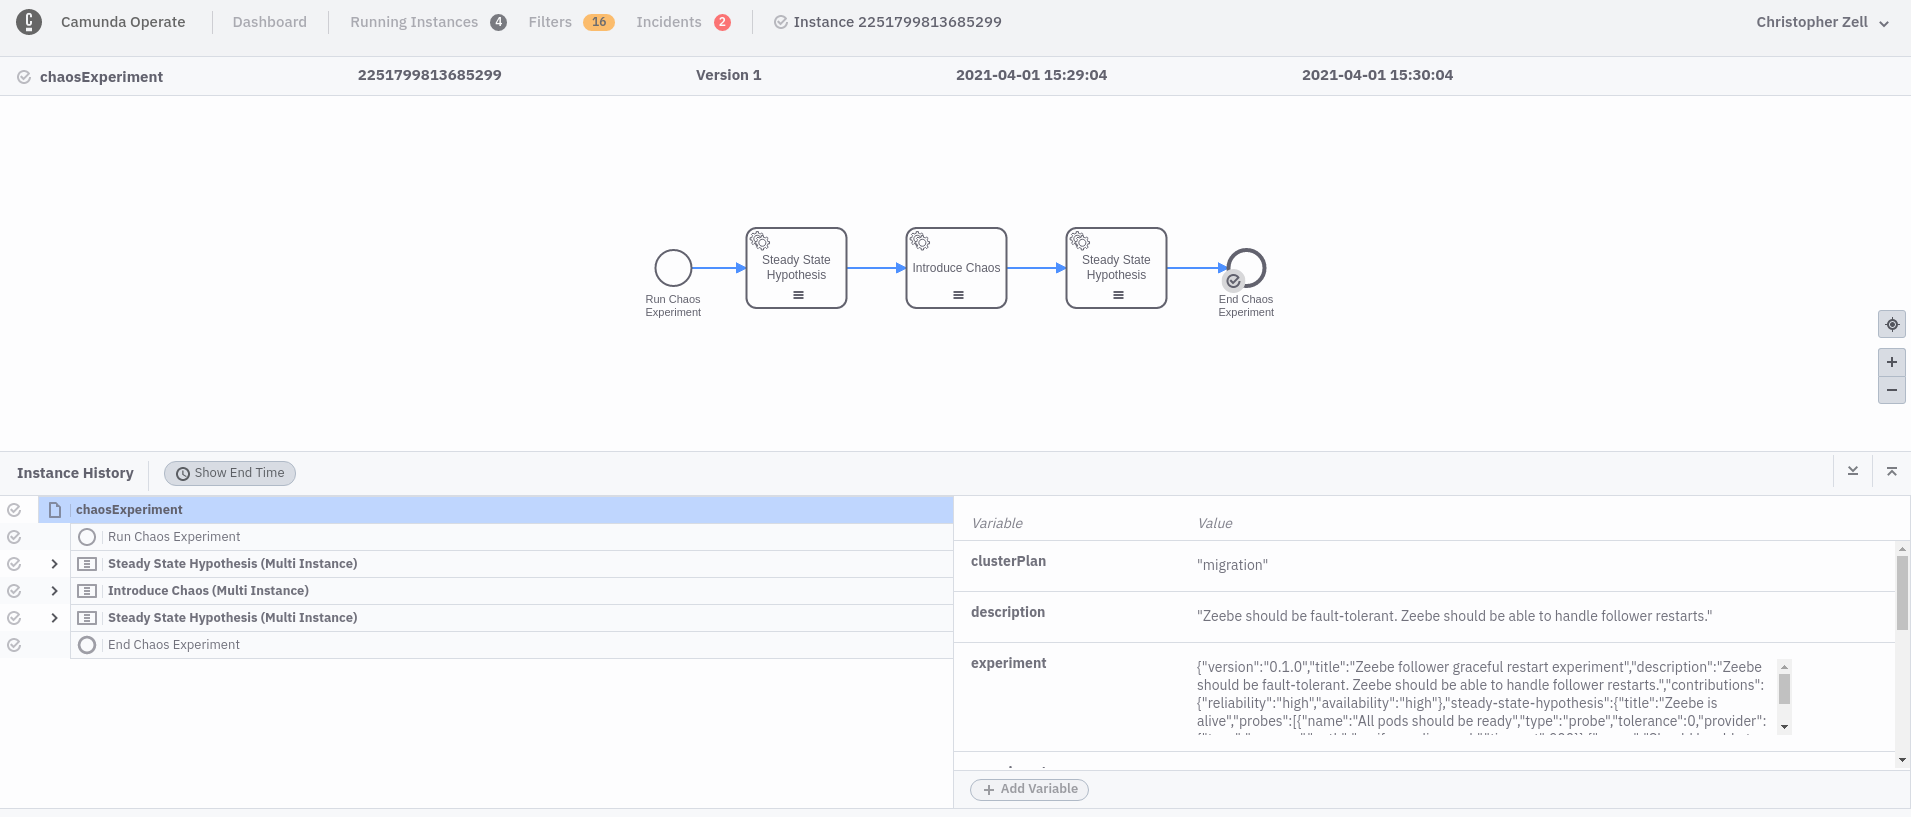 Camunda Operate
Dashboard
Running Instances 4
Filters 16
Incidents 2
Instance 2251799813685299
Christopher Zell
chaosExperiment
2251799813685299
Version 1
2021-04-01 15:29:04
2021-04-01 15:30:04
Run Chaos
Experiment
Steady State
Hypothesis
Introduce Chaos
Steady State
Hypothesis
End Chaos
Experiment
Instance History
Show End Time
chaosExperiment
Run Chaos Experiment
Steady State Hypothesis (Multi Instance)
Introduce Chaos (Multi Instance)
Steady State Hypothesis (Multi Instance)
End Chaos Experiment
Variable
Value
clusterPlan
"migration"
description
"Zeebe should be fault-tolerant. Zeebe should be able to handle follower restarts."
experiment
{"version":"0.1.0","title":"Zeebe follower graceful restart experiment","description":"Zeebe
should be fault-tolerant. Zeebe should be able to handle follower restarts.","contributions":
{"reliability":"high","availability":"high"},"steady-state-hypothesis":{"title":"Zeebe is
alive","probes":[{"name":"All pods should be ready","type":"probe","tolerance":0,"provider":
Add Variable